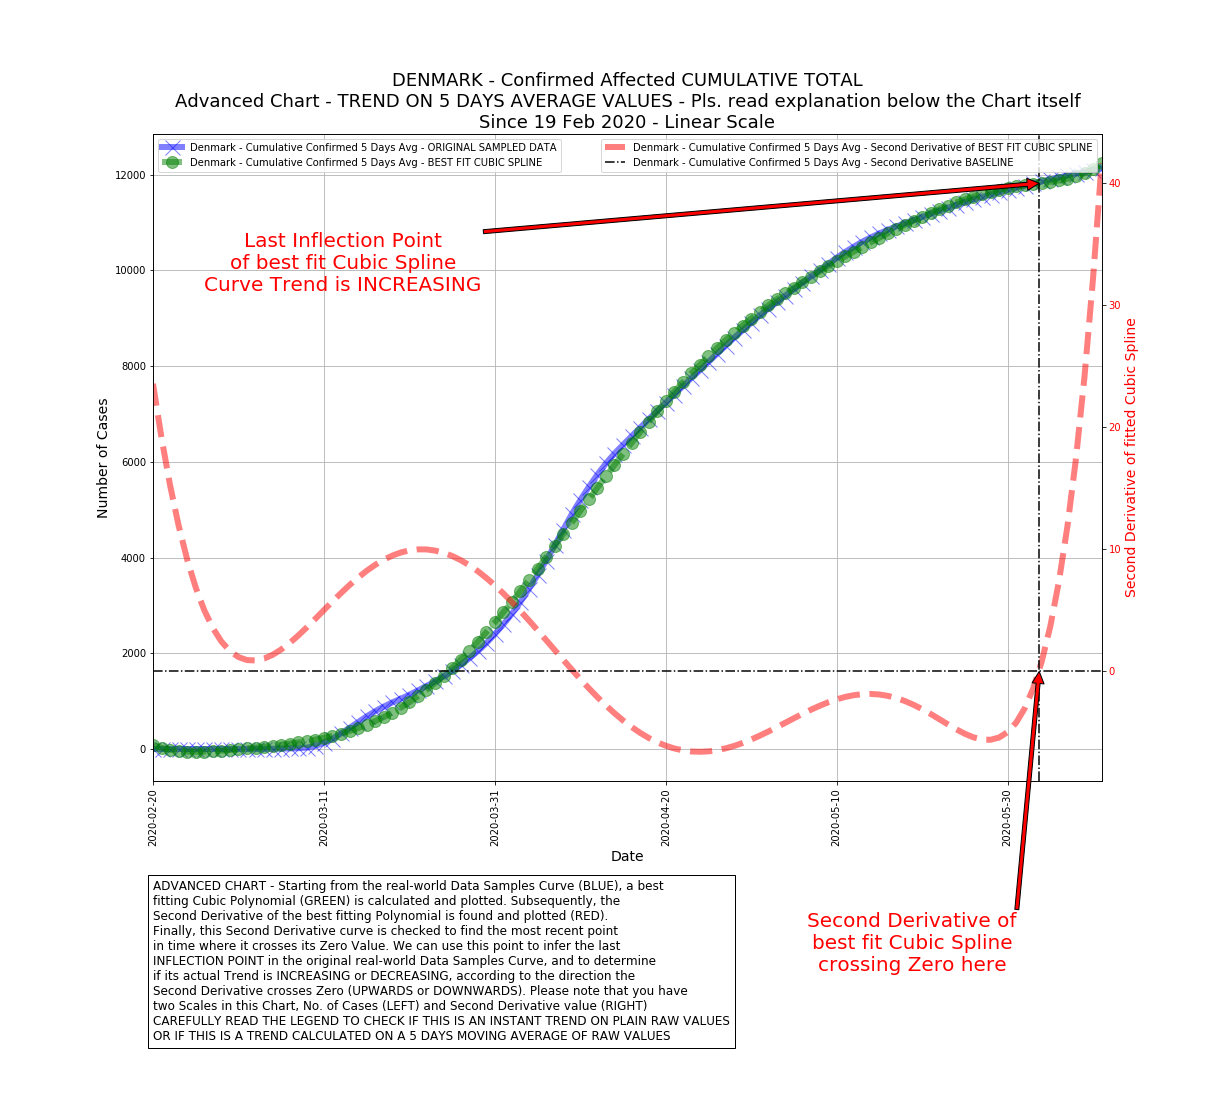 DENMARK - Confirmed Affected CUMULATIVE TOTAL
Advanced Chart - TREND ON 5 DAYS AVERAGE VALUES - Pls. read explanation below the Chart itself
Since 19 Feb 2020 - Linear Scale
Denmark - Cumulative Confirmed 5 Days Avg - ORIGINAL SAMPLED DATA
Denmark - Cumulative Confirmed 5 Days Avg - BEST FIT CUBIC SPLINE
Denmark - Cumulative Confirmed 5 Days Avg - Second Derivative of BEST FIT CUBIC SPLINE
Denmark - Cumulative Confirmed 5 Days Avg - Second Derivative BASELINE
12000
10000
8000
6000
4000
2000
0
Number of Cases
Last Inflection Point
of best fit Cubic Spline
Curve Trend is INCREASING
40
30
20
10
0
Second Derivative of fitted Cubic Spline
2020-02-20
2020-03-11
2020-03-31
2020-04-20
2020-05-10
2020-05-30
Date
ADVANCED CHART - Starting from the real-world Data Samples Curve (BLUE), a best
fitting Cubic Polynomial (GREEN) is calculated and plotted. Subsequently, the
Second Derivative of the best fitting Polynomial is found and plotted (RED).
Finally, this Second Derivative curve is checked to find the most recent point
in time where it crosses its Zero Value. We can use this point to infer the last
INFLECTION POINT in the original real-world Data Samples Curve, and to determine
if its actual Trend is INCREASING or DECREASING, according to the direction the
Second Derivative crosses Zero (UPWARDS or DOWNWARDS). Please note that you have
two Scales in this Chart, No. of Cases (LEFT) and Second Derivative value (RIGHT)
CAREFULLY READ THE LEGEND TO CHECK IF THIS IS AN INSTANT TREND ON PLAIN RAW VALUES
OR IF THIS IS A TREND CALCULATED ON A 5 DAYS MOVING AVERAGE OF RAW VALUES
Second Derivative of
best fit Cubic Spline
crossing Zero here